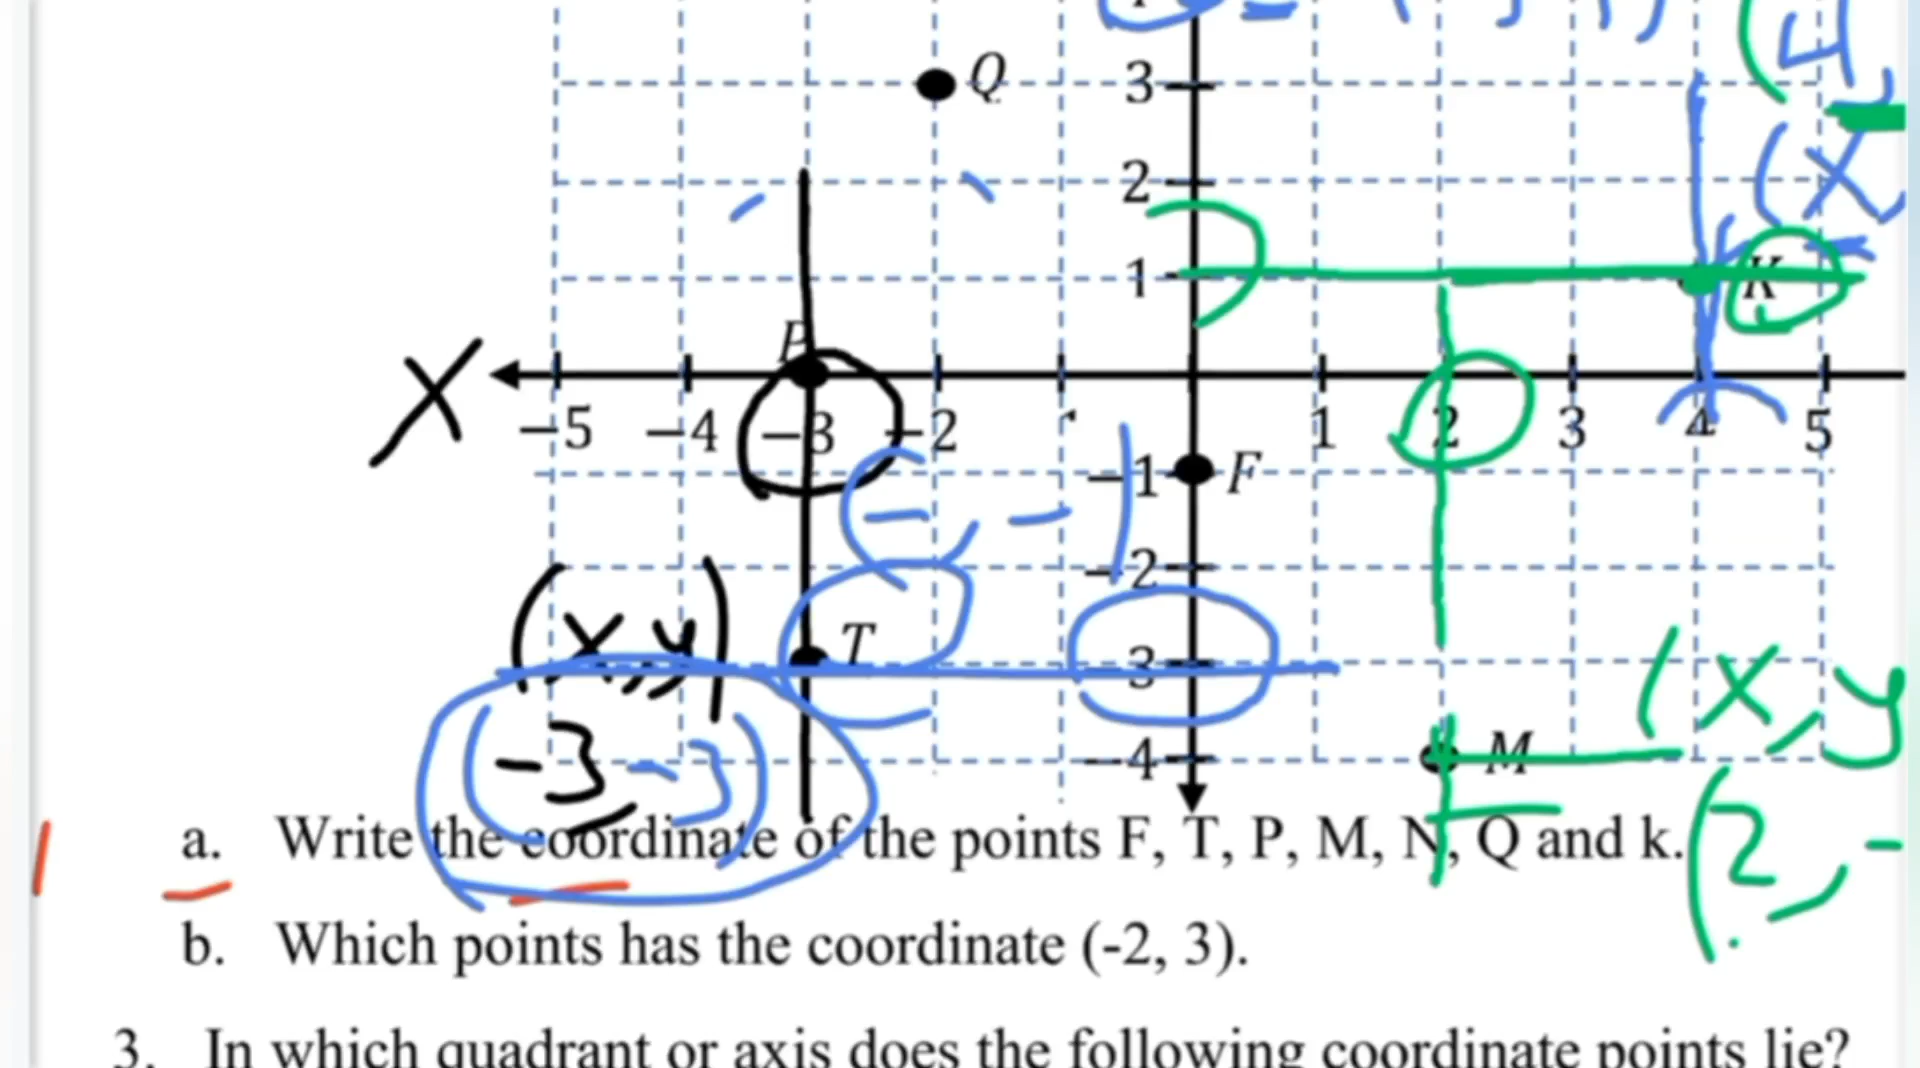 (4
Q
3
2
(x,
1
K
P
X
-5 -4 -3 -2 1 2 3 4 5
-1 F
(-, -)
-2
(x,y) T
3
(x,y
(-3, -3)
-4 M
a. Write the coordinate of the points F, T, P, M, N, Q and k.
(2, -
b. Which points has the coordinate (-2, 3).
3. In which quadrant or axis does the following coordinate points lie?